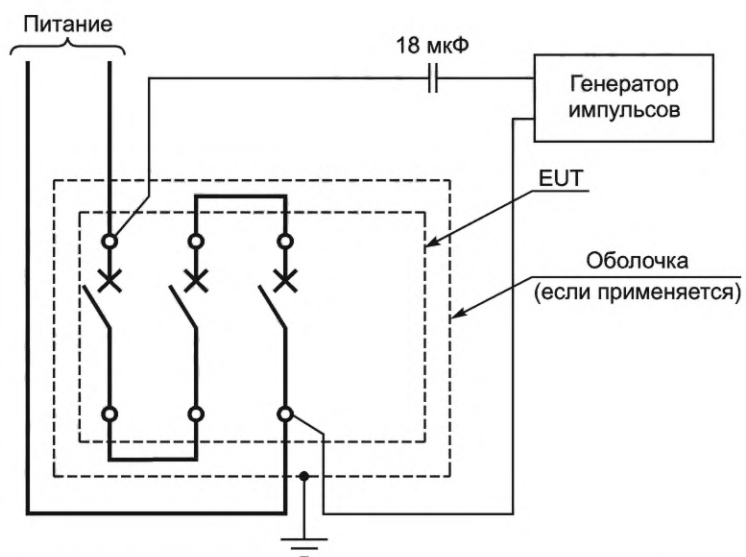 Питание
18 мкФ
Генератор
импульсов
EUT
Оболочка
(если применяется)